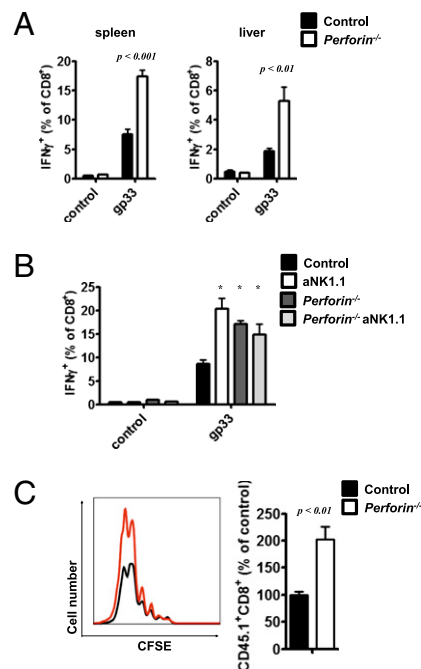 A
spleen
liver
Control
Perforin-/-
p < 0.001
p < 0.01
IFNγ+ (% of CD8+)
20
15
10
5
0
control
gp33
IFNγ+ (% of CD8+)
8
6
4
2
0
control
gp33
B
Control
aNK1.1
Perforin-/-
Perforin-/- aNK1.1
IFNγ+ (% of CD8+)
25
20
15
10
5
0
* * *
control
gp33
C
Control
Perforin-/-
Cell number
CFSE
CD45.1+CD8+ (% of control)
p < 0.01
250
200
150
100
50
0